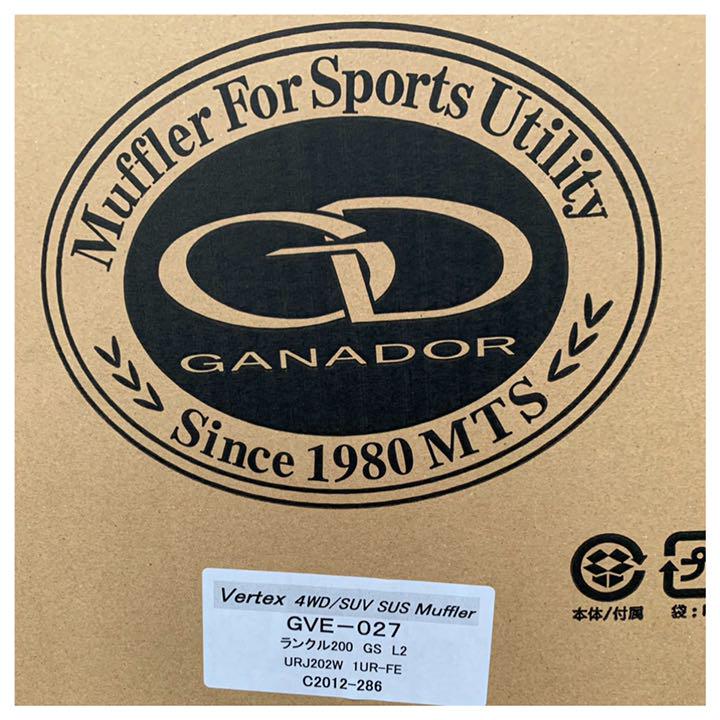 Muffler For Sports Utility
GANADOR
Since 1980 MTS
本体/付属
袋:
Vertex 4WD/SUV SUS Muffler
GVE-027
ランクル200 GS L2
URJ202W 1UR-FE
C2012-286